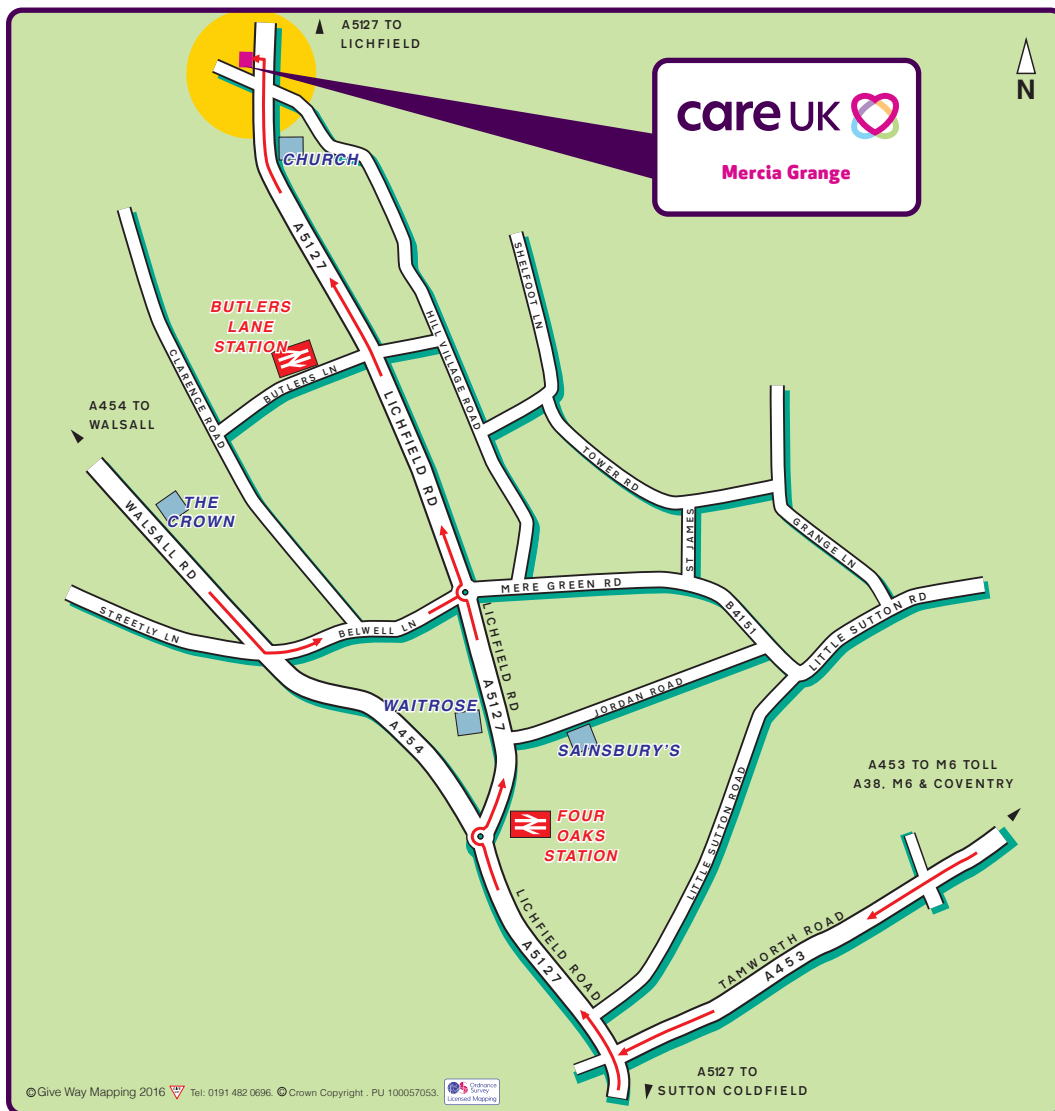 A5127 TO
LICHFIELD
N
care UK
Mercia Grange
CHURCH
A5127
SHELFOOT LN
BUTLERS
LANE
STATION
HILL VILLAGE ROAD
CLARENCE ROAD
BUTLERS LN
A454 TO
WALSALL
LICHFIELD RD
TOWER RD
THE
CROWN
WALSALL RD
ST JAMES
GRANGE LN
MERE GREEN RD
STREETLY LN
BELWELL LN
LICHFIELD RD
B4151
LITTLE SUTTON RD
A5127
JORDAN ROAD
WAITROSE
A454
SAINSBURY'S
A453 TO M6 TOLL
A38, M6 & COVENTRY
FOUR
OAKS
STATION
LITTLE SUTTON ROAD
LICHFIELD ROAD
A5127
TAMWORTH ROAD
A453
A5127 TO
SUTTON COLDFIELD
©Give Way Mapping 2016 Tel: 0191 482 0696. ©Crown Copyright . PU 100057053.
Ordnance
Survey
Licensed Mapping